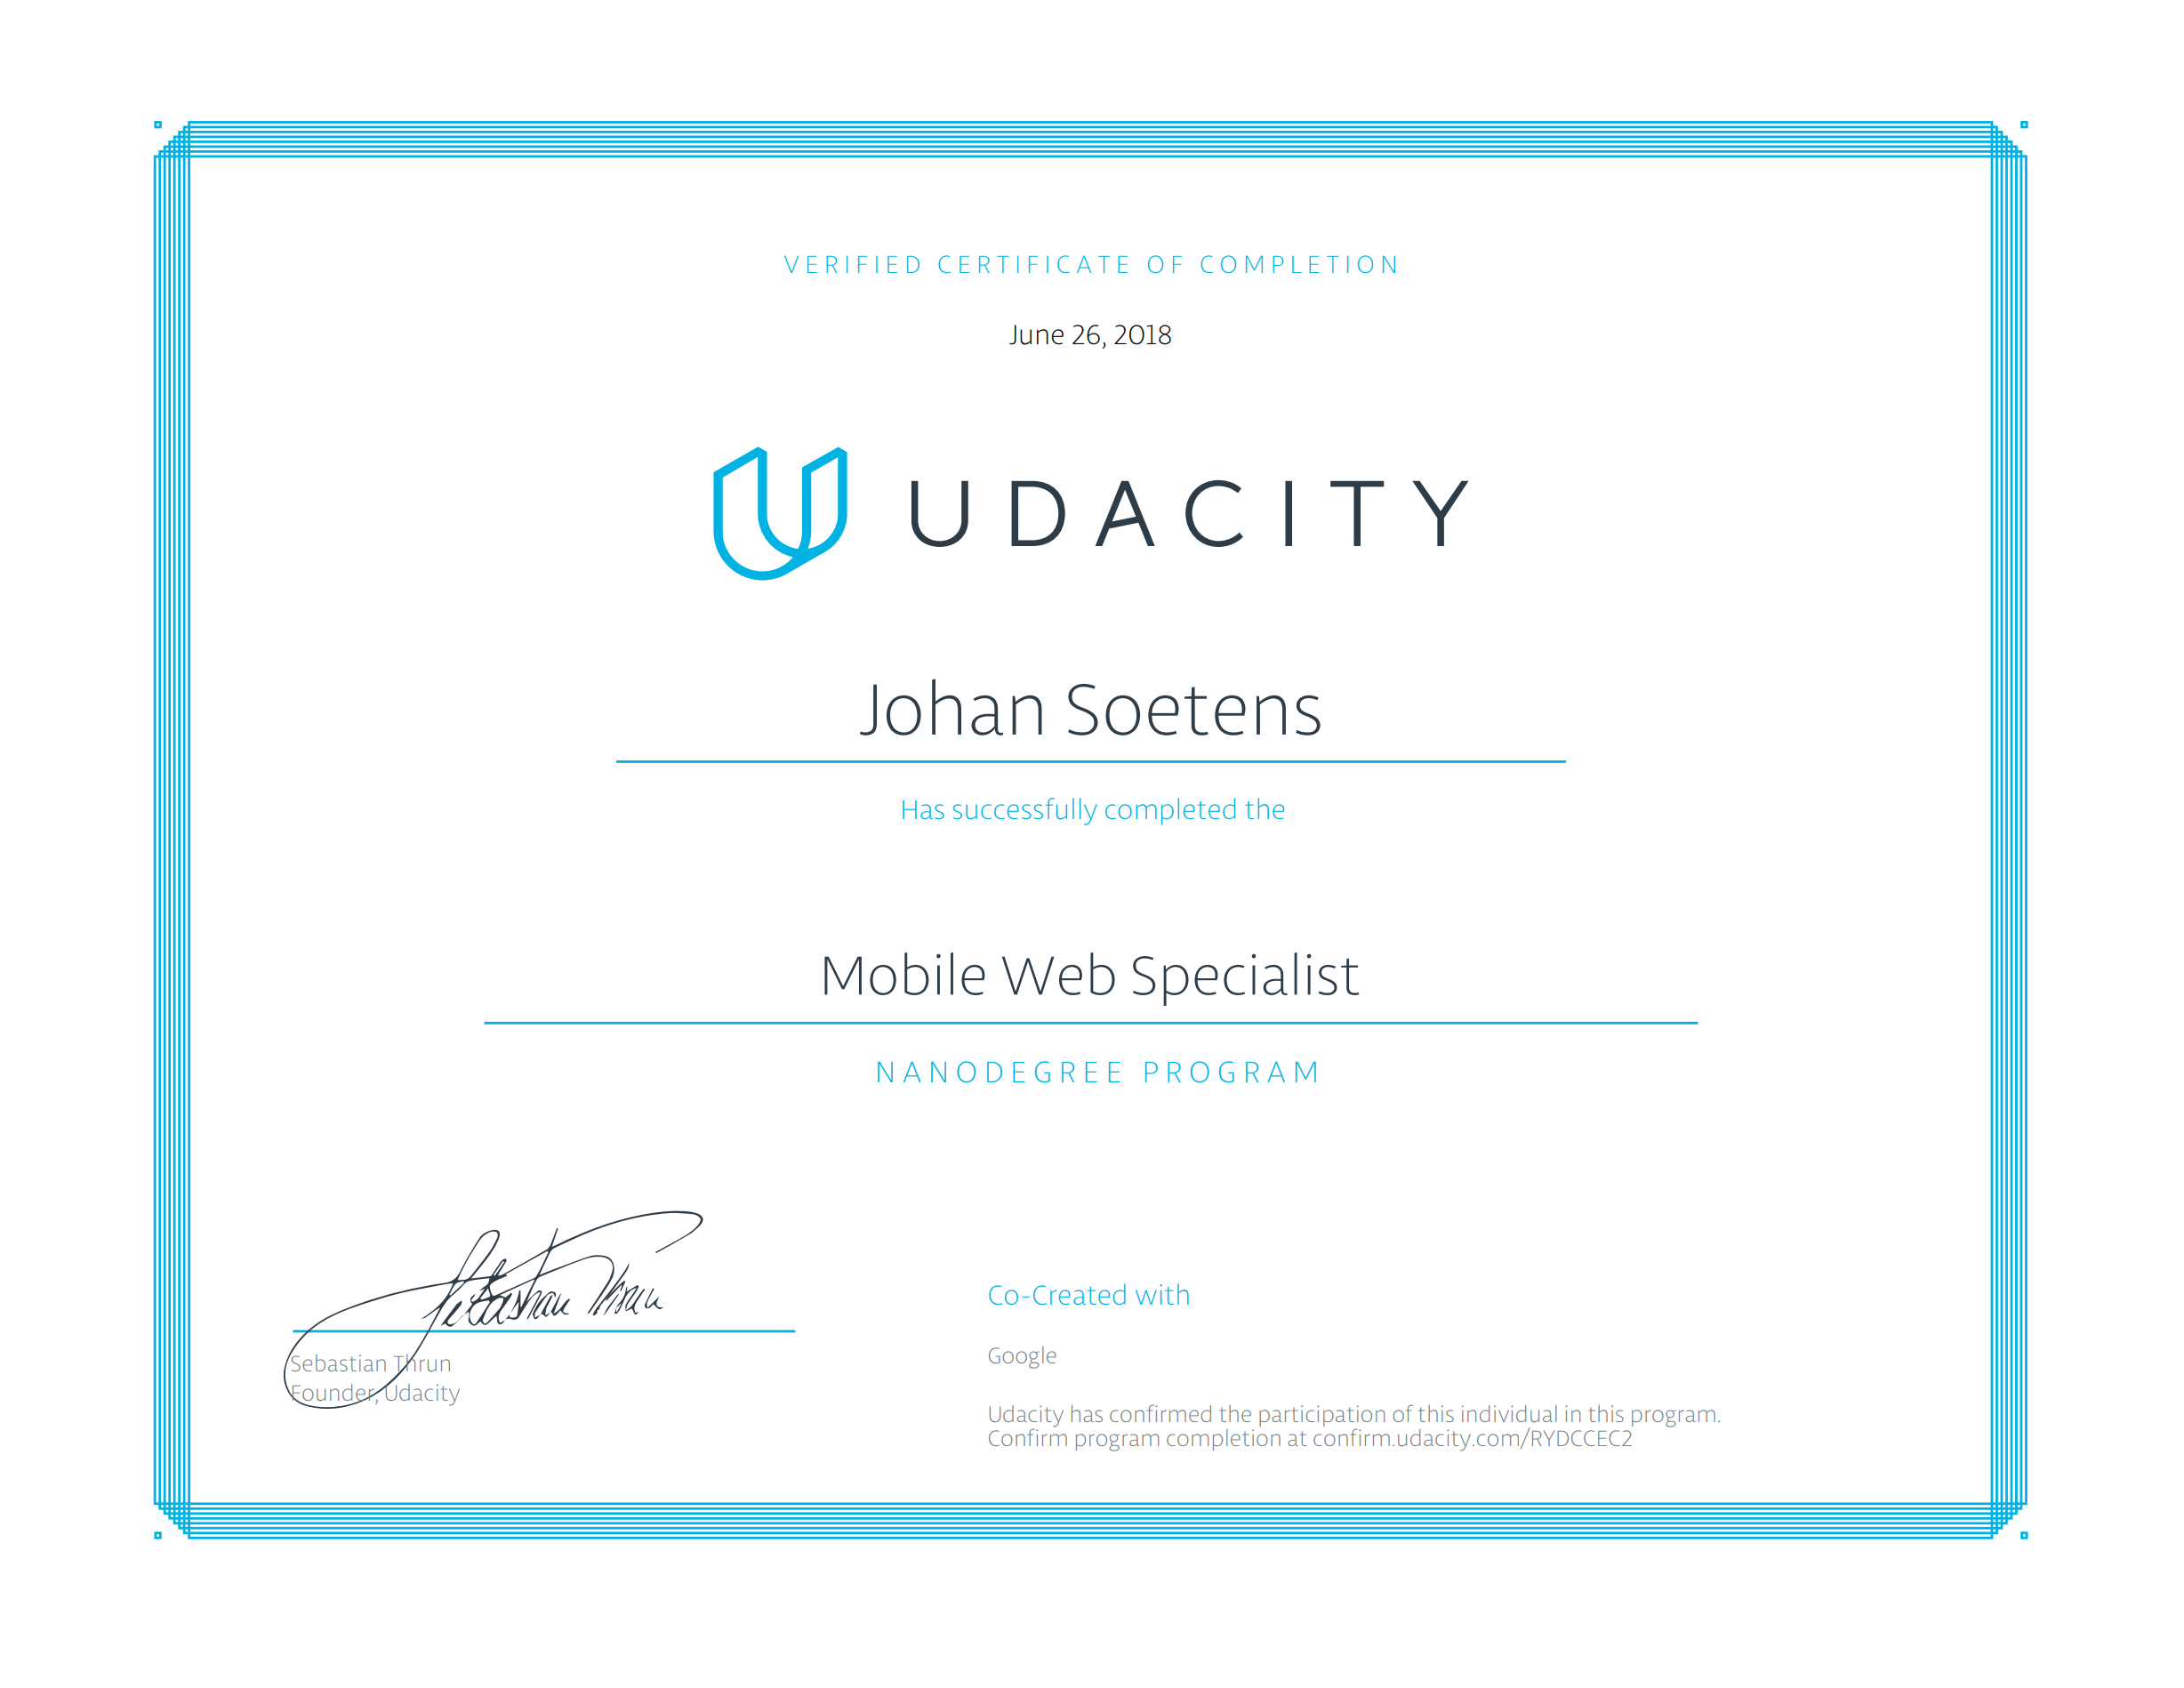 VERIFIED CERTIFICATE OF COMPLETION
June 26, 2018
UDACITY
Johan Soetens
Has successfully completed the
Mobile Web Specialist
NANODEGREE PROGRAM
Sebastian Thrun
Sebastian Thrun
Founder, Udacity
Co-Created with
Google
Udacity has confirmed the participation of this individual in this program.
Confirm program completion at confirm.udacity.com/RYDCCEC2